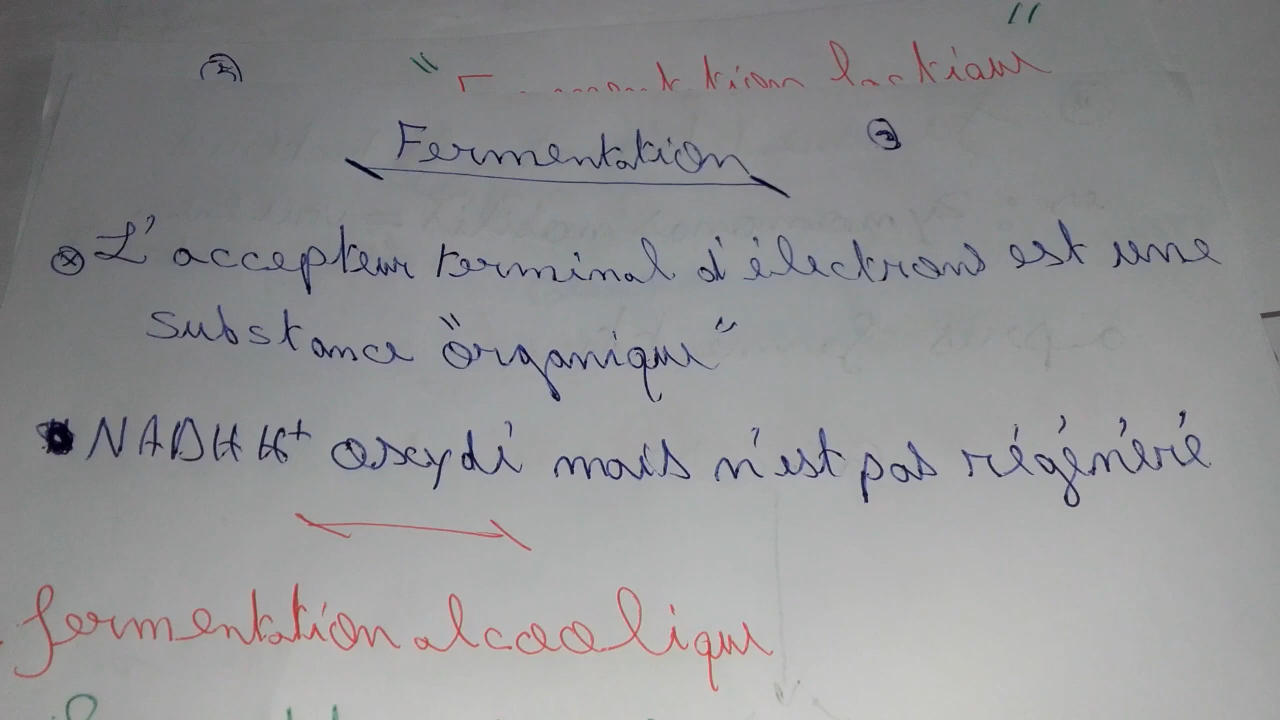 "Fermentation lactique"
Fermentation
L'accepteur terminal d'électrons est une
substance "organique"
NADH H+ oxydé mais n'est pas régénéré
fermentation alcoolique